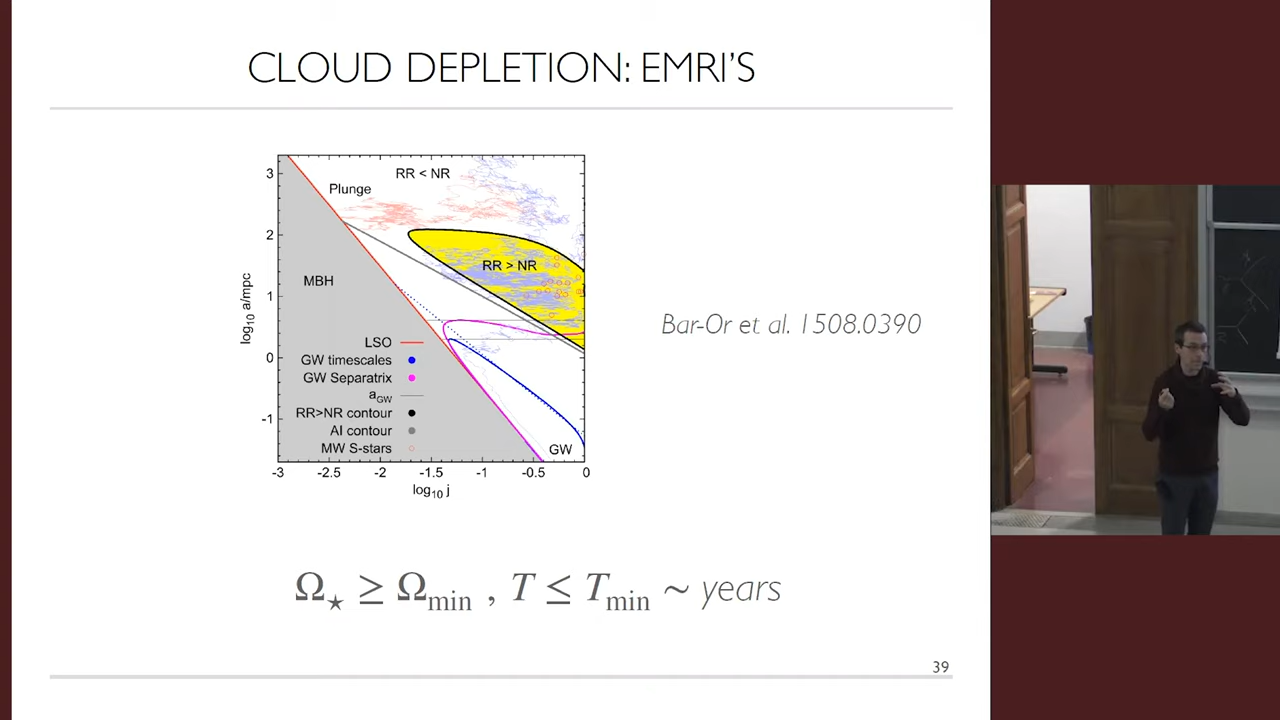 CLOUD DEPLETION: EMRI'S
3
2
1
0
-1
log10 a/mpc
Plunge
RR < NR
RR > NR
MBH
LSO
GW timescales
GW Separatrix
aGW
RR>NR contour
AI contour
MW S-stars
GW
-3 -2.5 -2 -1.5 -1 -0.5 0
log10 j
Bar-Or et al. 1508.0390
Ω⋆ ≥ Ωmin , T ≤ Tmin ~ years
39